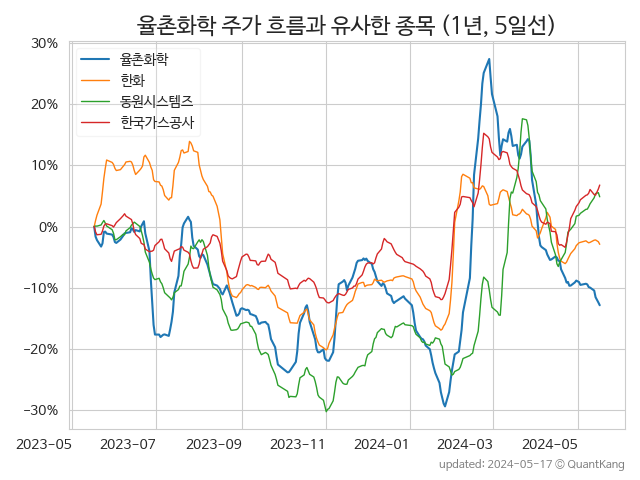 율촌화학 주가 흐름과 유사한 종목 (1년, 5일선)
30%
20%
10%
0%
−10%
−20%
−30%
율촌화학
한화
동원시스템즈
한국가스공사
2023-05 2023-07 2023-09 2023-11 2024-01 2024-03 2024-05
updated: 2024-05-17 © QuantKang